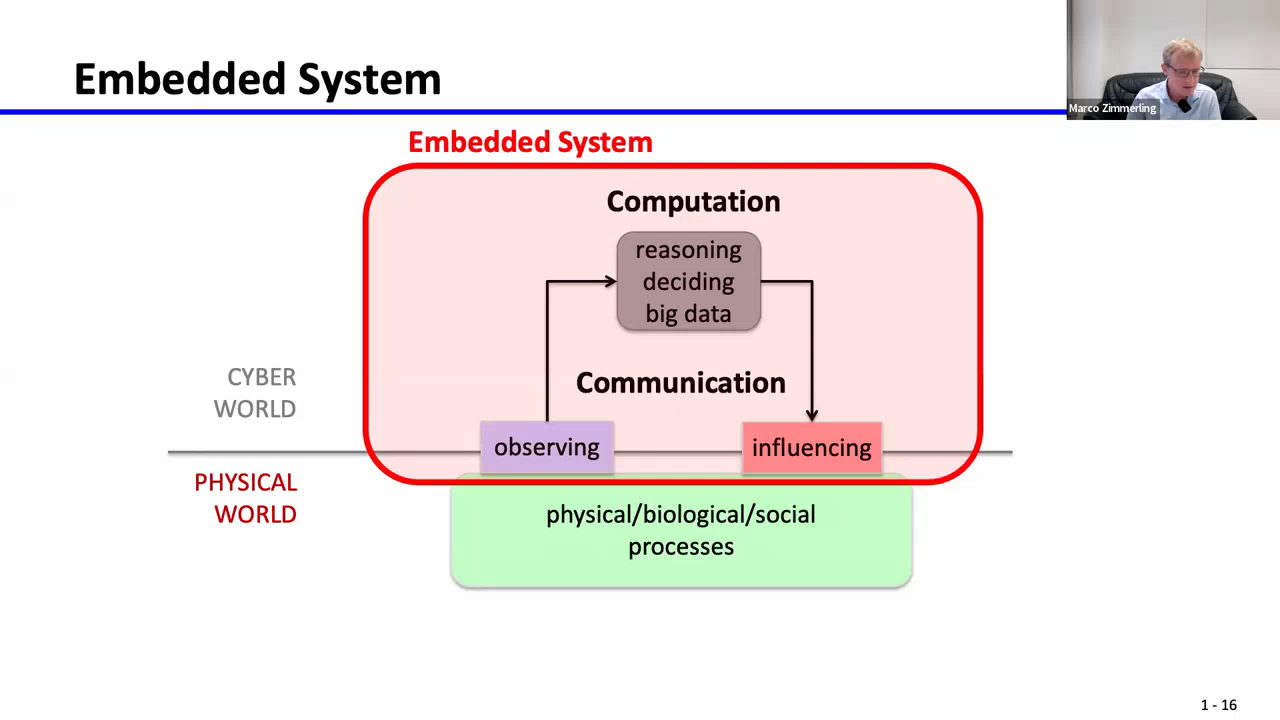 Embedded System
Marco Zimmerling
Embedded System
Computation
reasoning
deciding
big data
Communication
CYBER
WORLD
observing
influencing
PHYSICAL
WORLD
physical/biological/social
processes
1 - 16